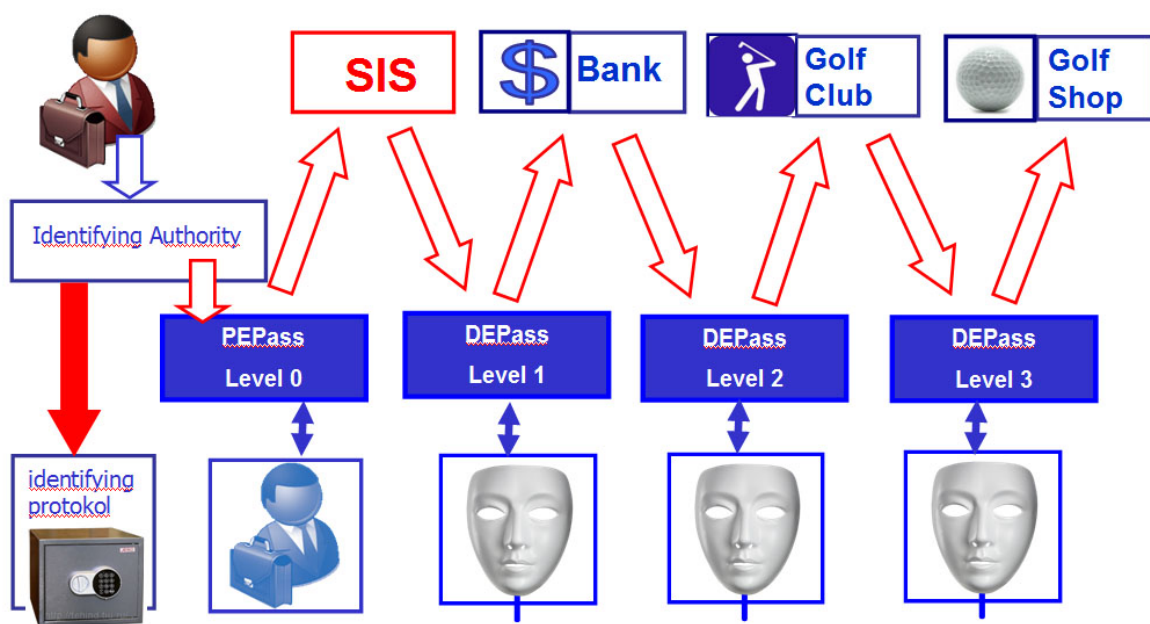 SIS
$
Bank
Golf
Club
Golf
Shop
Identifying Authority
PEPass
Level 0
DEPass
Level 1
DEPass
Level 2
DEPass
Level 3
identifying
protokol